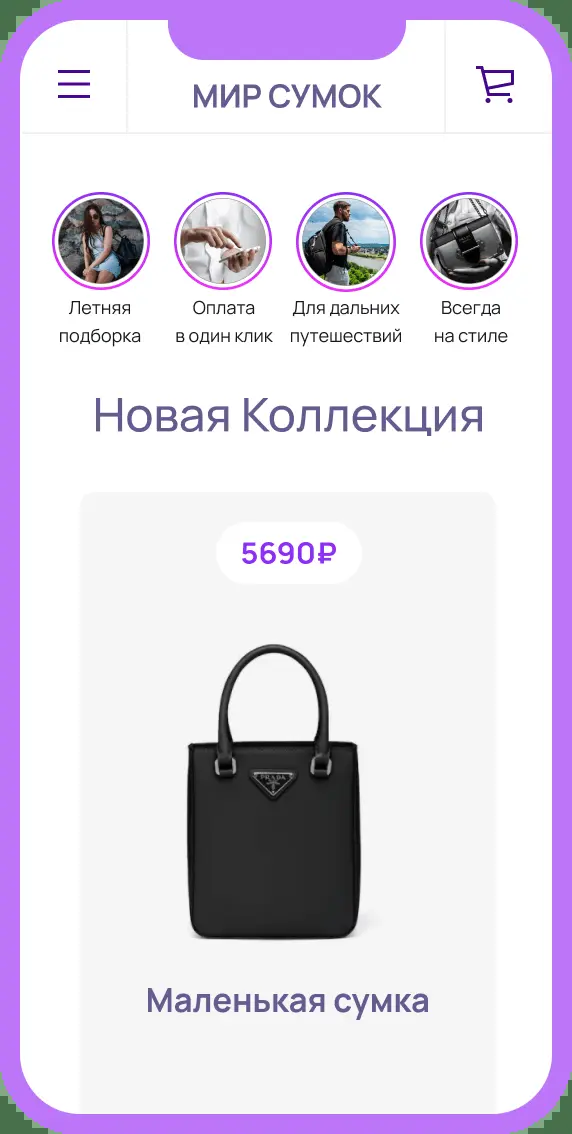 МИР СУМОК
Летняя
подборка
Оплата
в один клик
Для дальних
путешествий
Всегда
на стиле
Новая Коллекция
5690₽
PRADA
Маленькая сумка